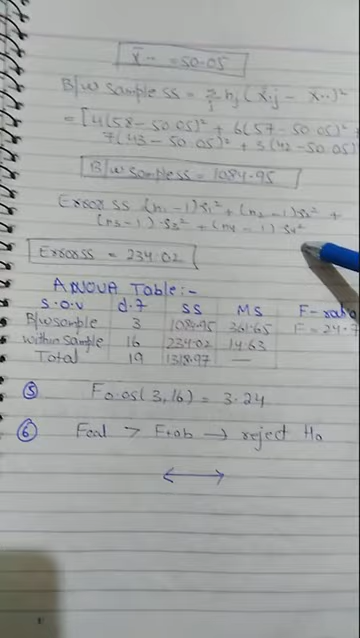 x̄.. = 50.05
B/w sample SS = Σ nj (x̄.j - x̄..)²
= [4(58 - 50.05)² + 6(57 - 50.05)²
7(43 - 50.05)² + 3(42 - 50.05)
B/w sample SS = 1084.95
Error SS (n₁ - 1)s₁² + (n₂ - 1)s₂² +
(n₃ - 1)s₃² + (n₄ - 1)s₄²
Error SS = 234.02
ANOVA Table:-
S.O.V d.f SS MS F-ratio
B/w sample 3 1084.95 361.65 F = 24.7
within sample 16 234.02 14.63
Total 19 1318.97 —
⑤ F0.05(3,16) = 3.24
⑥ Fcal > Ftab → reject H₀